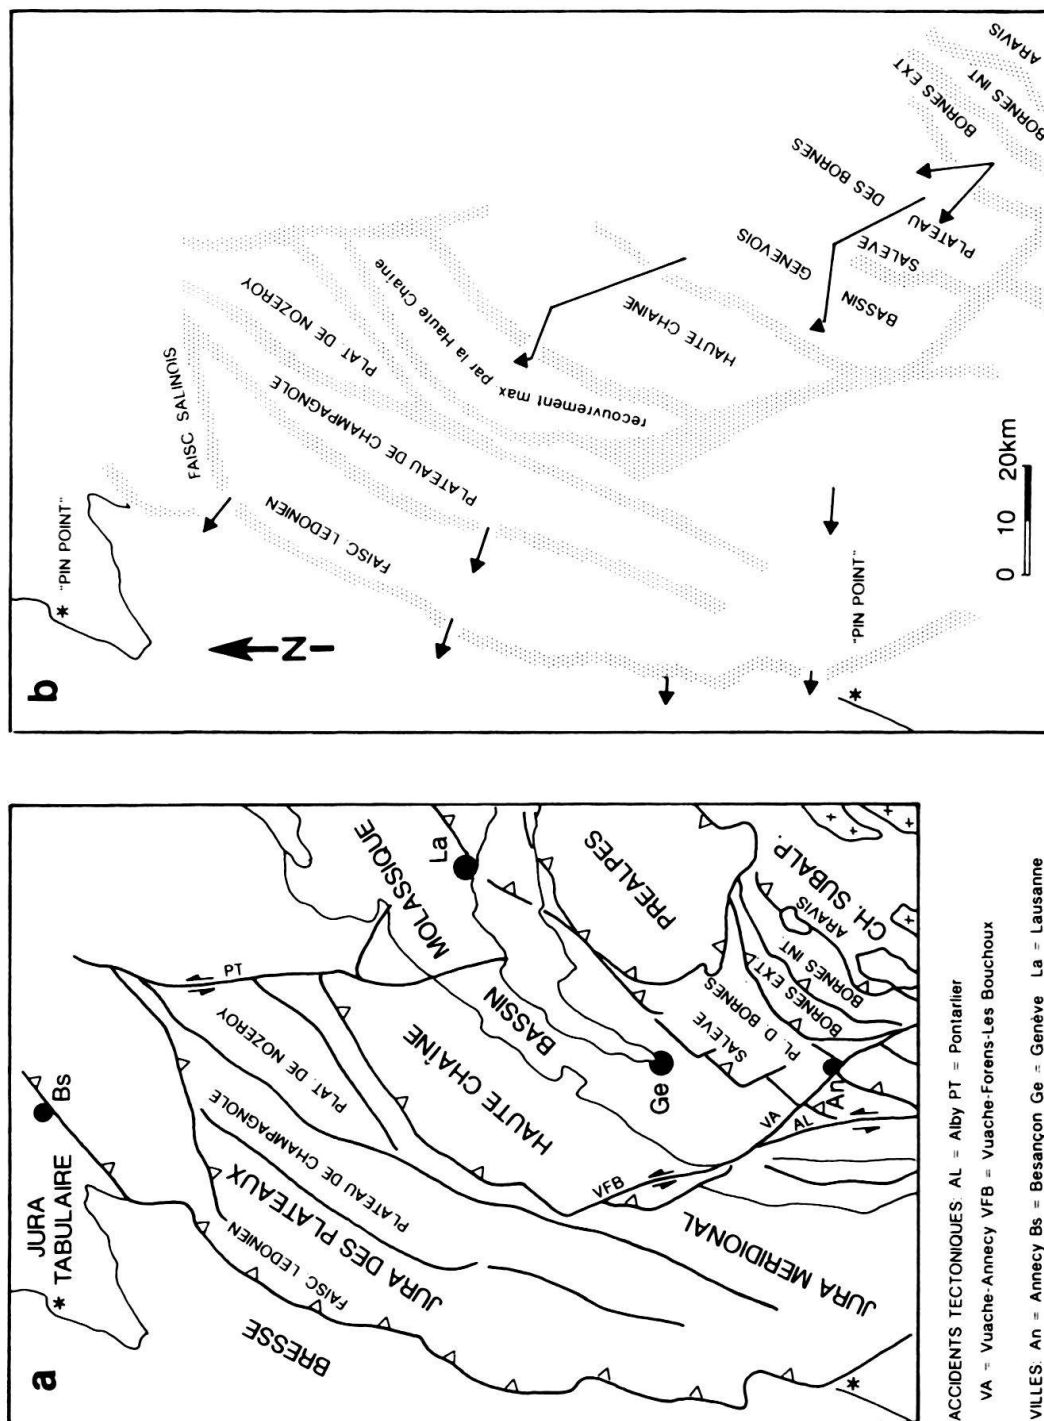 a
JURA
TABULAIRE
Bs
BRESSE
FAISC. LEDONIEN
JURA DES PLATEAUX
PLATEAU DE CHAMPAGNOLE
PLAT. DE NOZEROY
PT
HAUTE CHAÎNE
BASSIN
MOLASSIQUE
La
Ge
PREALPES
SALEVE
PL. D. BORNES
BORNES EXT.
BORNES INT
ARAVIS
CH. SUBALP.
VFB
VA
AL
An
JURA MERIDIONAL
ACCIDENTS TECTONIQUES: AL = Alby PT = Pontarlier
VA = Vuache-Annecy VFB = Vuache-Forens-Les Bouchoux
VILLES: An = Annecy Bs = Besançon Ge = Genève La = Lausanne
b
"PIN POINT"
N
FAISC SALINOIS
FAISC. LEDONIEN
PLATEAU DE CHAMPAGNOLE
PLAT. DE NOZEROY
recouvrement max par la Haute Chaîne
HAUTE CHAINE
BASSIN
GENEVOIS
SALEVE
PLATEAU
DES BORNES
BORNES EXT
BORNES INT
ARAVIS
"PIN POINT"
0 10 20km